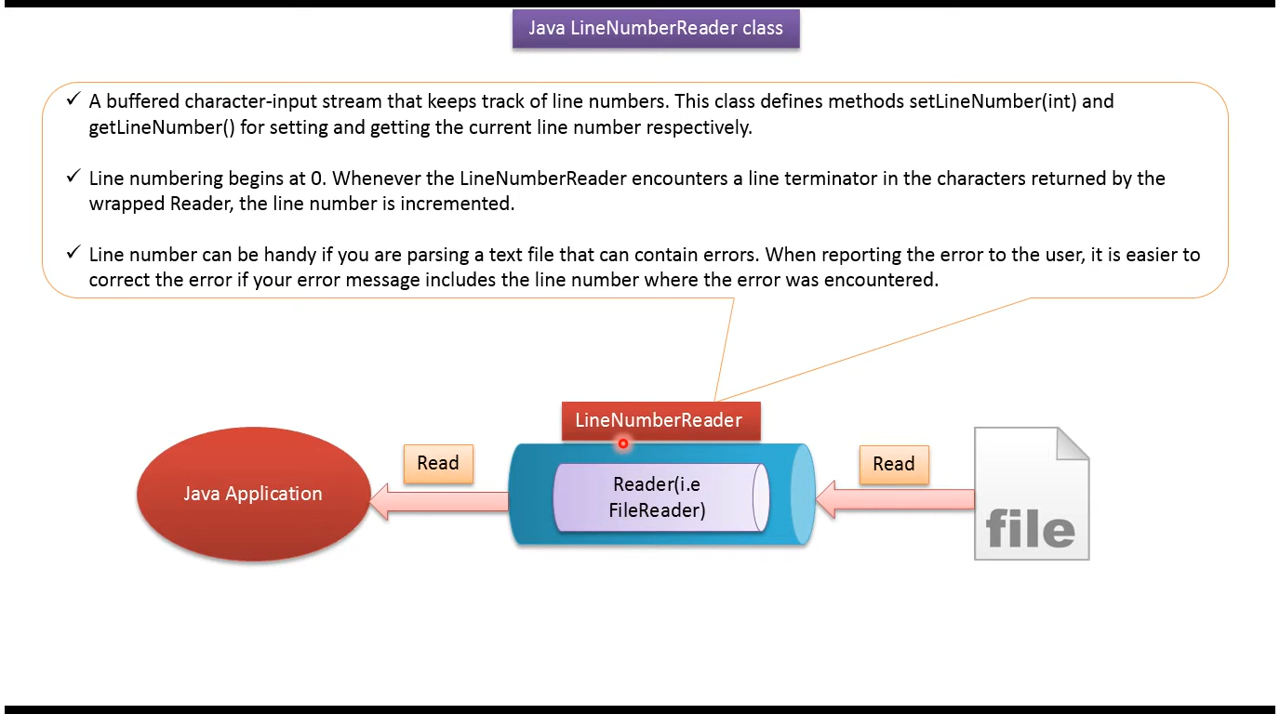 Java LineNumberReader class
✓ A buffered character-input stream that keeps track of line numbers. This class defines methods setLineNumber(int) and
getLineNumber() for setting and getting the current line number respectively.
✓ Line numbering begins at 0. Whenever the LineNumberReader encounters a line terminator in the characters returned by the
wrapped Reader, the line number is incremented.
✓ Line number can be handy if you are parsing a text file that can contain errors. When reporting the error to the user, it is easier to
correct the error if your error message includes the line number where the error was encountered.
LineNumberReader
Java Application
Read
Reader(i.e
FileReader)
Read
file